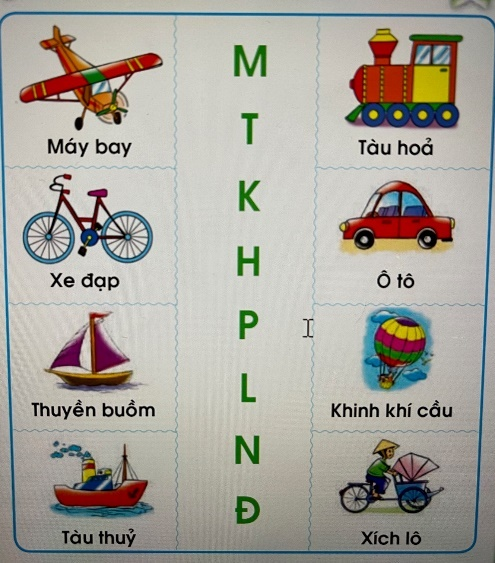 Máy bay
Xe đạp
Thuyền buồm
Tàu thuỷ
M
T
K
H
P
L
N
Đ
Tàu hoả
Ô tô
Khinh khí cầu
Xích lô